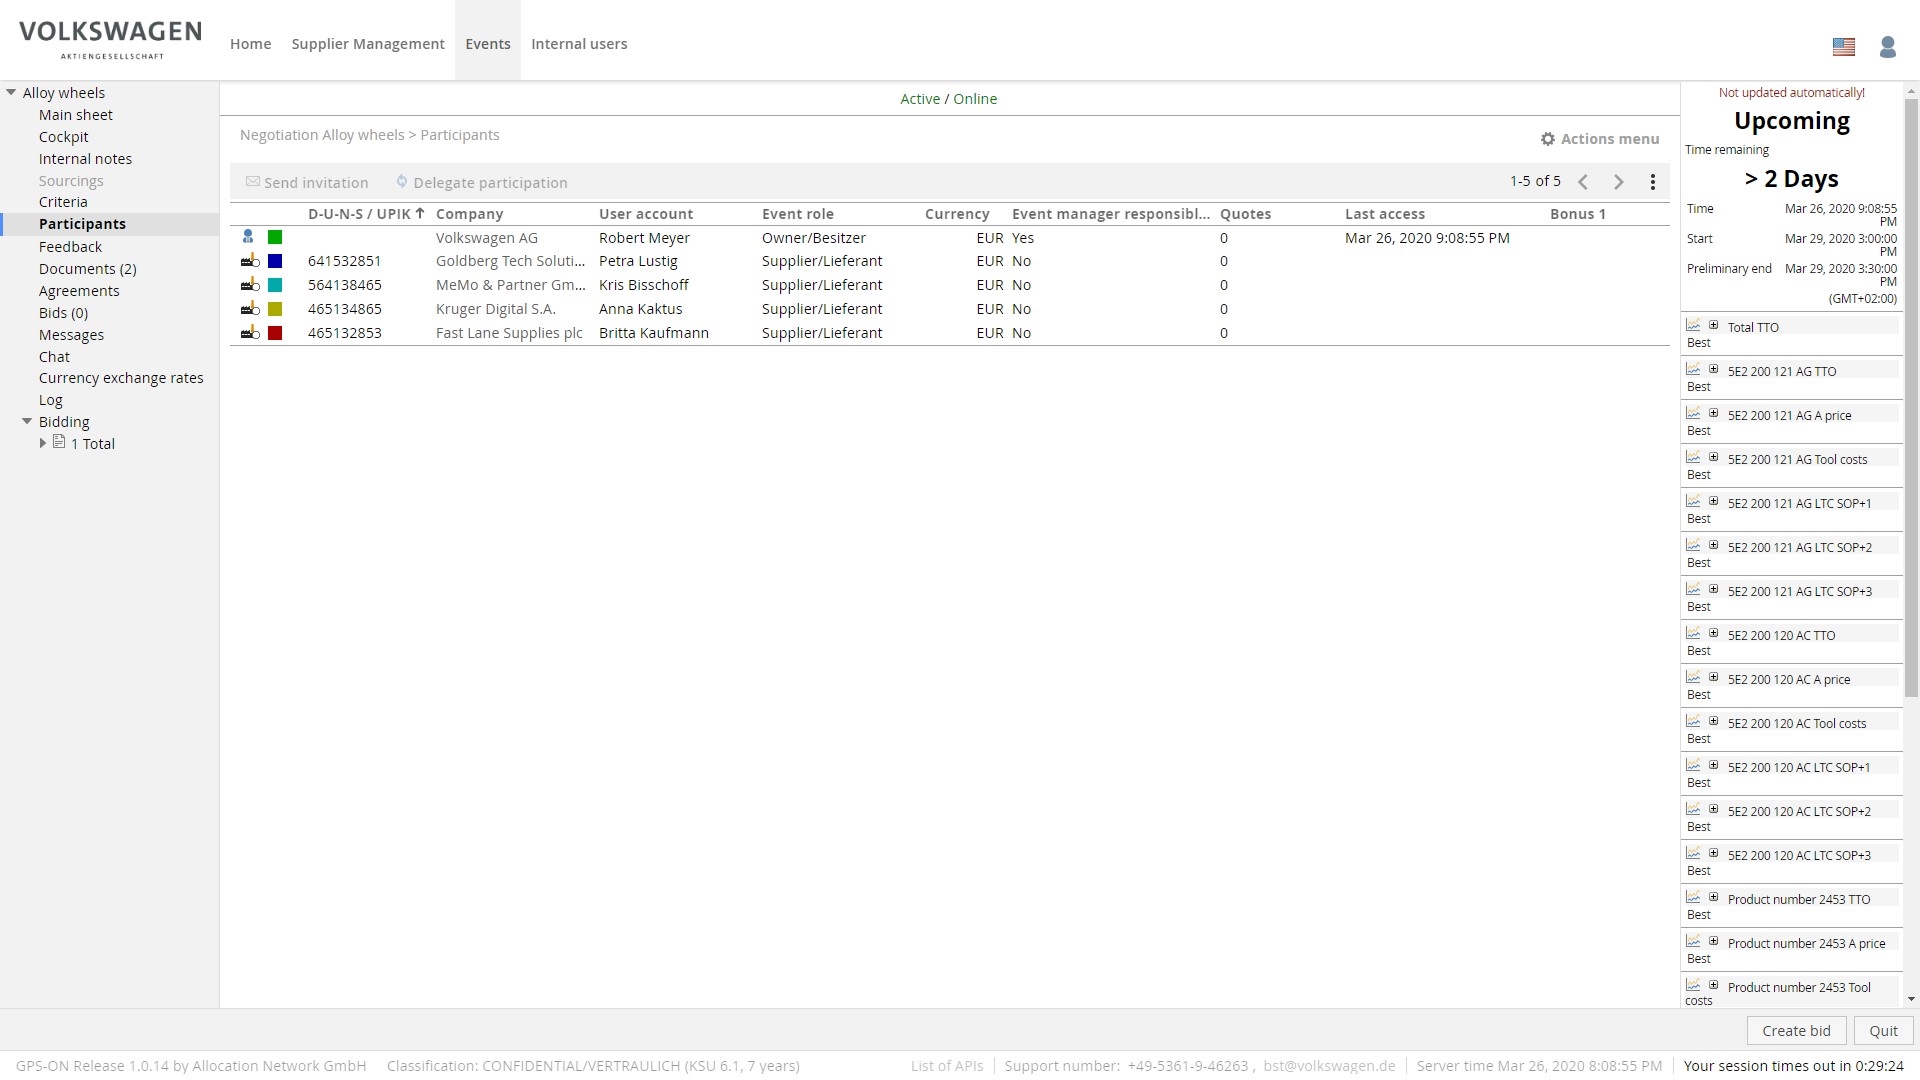 VOLKSWAGEN
AKTIENGESELLSCHAFT
Home
Supplier Management
Events
Internal users
Alloy wheels
Main sheet
Cockpit
Internal notes
Sourcings
Criteria
Participants
Feedback
Documents (2)
Agreements
Bids (0)
Messages
Chat
Currency exchange rates
Log
Bidding
1 Total
Active / Online
Negotiation Alloy wheels > Participants
Actions menu
Send invitation
Delegate participation
1-5 of 5
D-U-N-S / UPIK Company User account Event role Currency Event manager responsibl... Quotes Last access Bonus 1
Volkswagen AG Robert Meyer Owner/Besitzer EUR Yes 0 Mar 26, 2020 9:08:55 PM
641532851 Goldberg Tech Soluti... Petra Lustig Supplier/Lieferant EUR No 0
564138465 MeMo & Partner Gm... Kris Bisschoff Supplier/Lieferant EUR No 0
465134865 Kruger Digital S.A. Anna Kaktus Supplier/Lieferant EUR No 0
465132853 Fast Lane Supplies plc Britta Kaufmann Supplier/Lieferant EUR No 0
Not updated automatically!
Upcoming
Time remaining
> 2 Days
Time Mar 26, 2020 9:08:55
PM
Start Mar 29, 2020 3:00:00
PM
Preliminary end Mar 29, 2020 3:30:00
PM
(GMT+02:00)
Total TTO
Best
5E2 200 121 AG TTO
Best
5E2 200 121 AG A price
Best
5E2 200 121 AG Tool costs
Best
5E2 200 121 AG LTC SOP+1
Best
5E2 200 121 AG LTC SOP+2
Best
5E2 200 121 AG LTC SOP+3
Best
5E2 200 120 AC TTO
Best
5E2 200 120 AC A price
Best
5E2 200 120 AC Tool costs
Best
5E2 200 120 AC LTC SOP+1
Best
5E2 200 120 AC LTC SOP+2
Best
5E2 200 120 AC LTC SOP+3
Best
Product number 2453 TTO
Best
Product number 2453 A price
Best
Product number 2453 Tool
costs
Create bid
Quit
GPS-ON Release 1.0.14 by Allocation Network GmbH
Classification: CONFIDENTIAL/VERTRAULICH (KSU 6.1, 7 years)
List of APIs
Support number: +49-5361-9-46263 , bst@volkswagen.de
Server time Mar 26, 2020 8:08:55 PM
Your session times out in 0:29:24